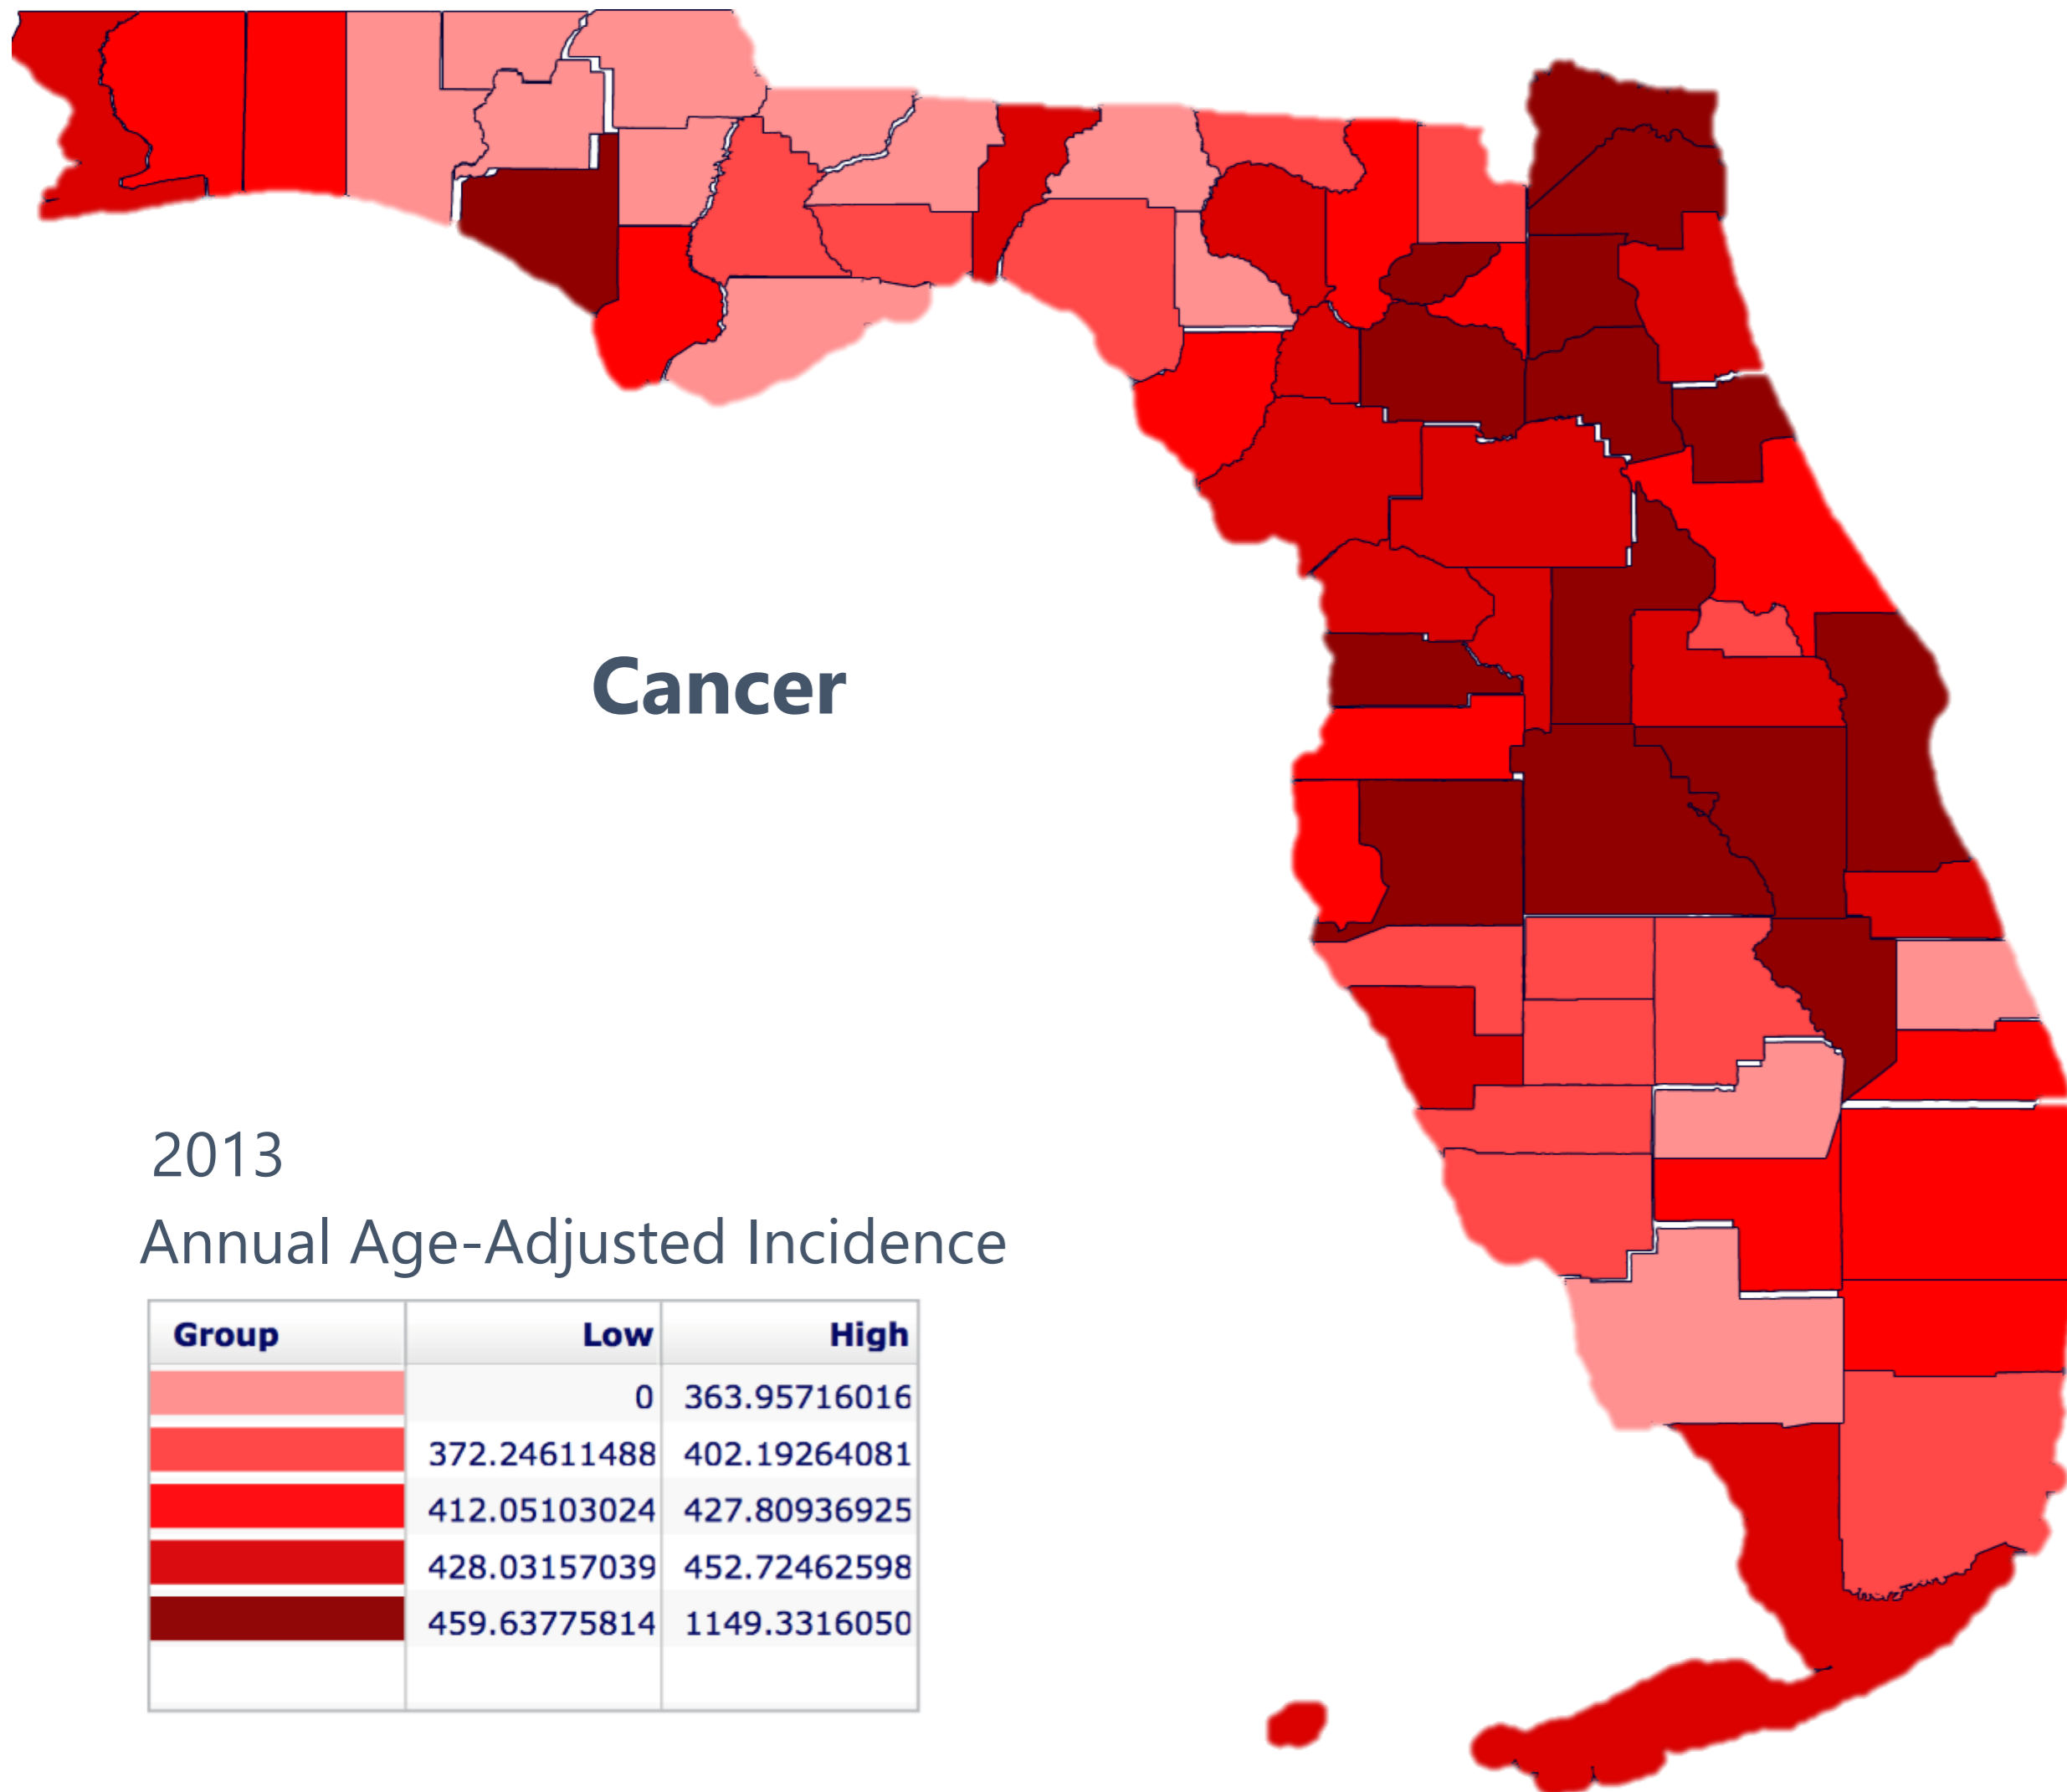 Cancer
2013
Annual Age-Adjusted Incidence
Group Low High
0 363.95716016
372.24611488 402.19264081
412.05103024 427.80936925
428.03157039 452.72462598
459.63775814 1149.3316050